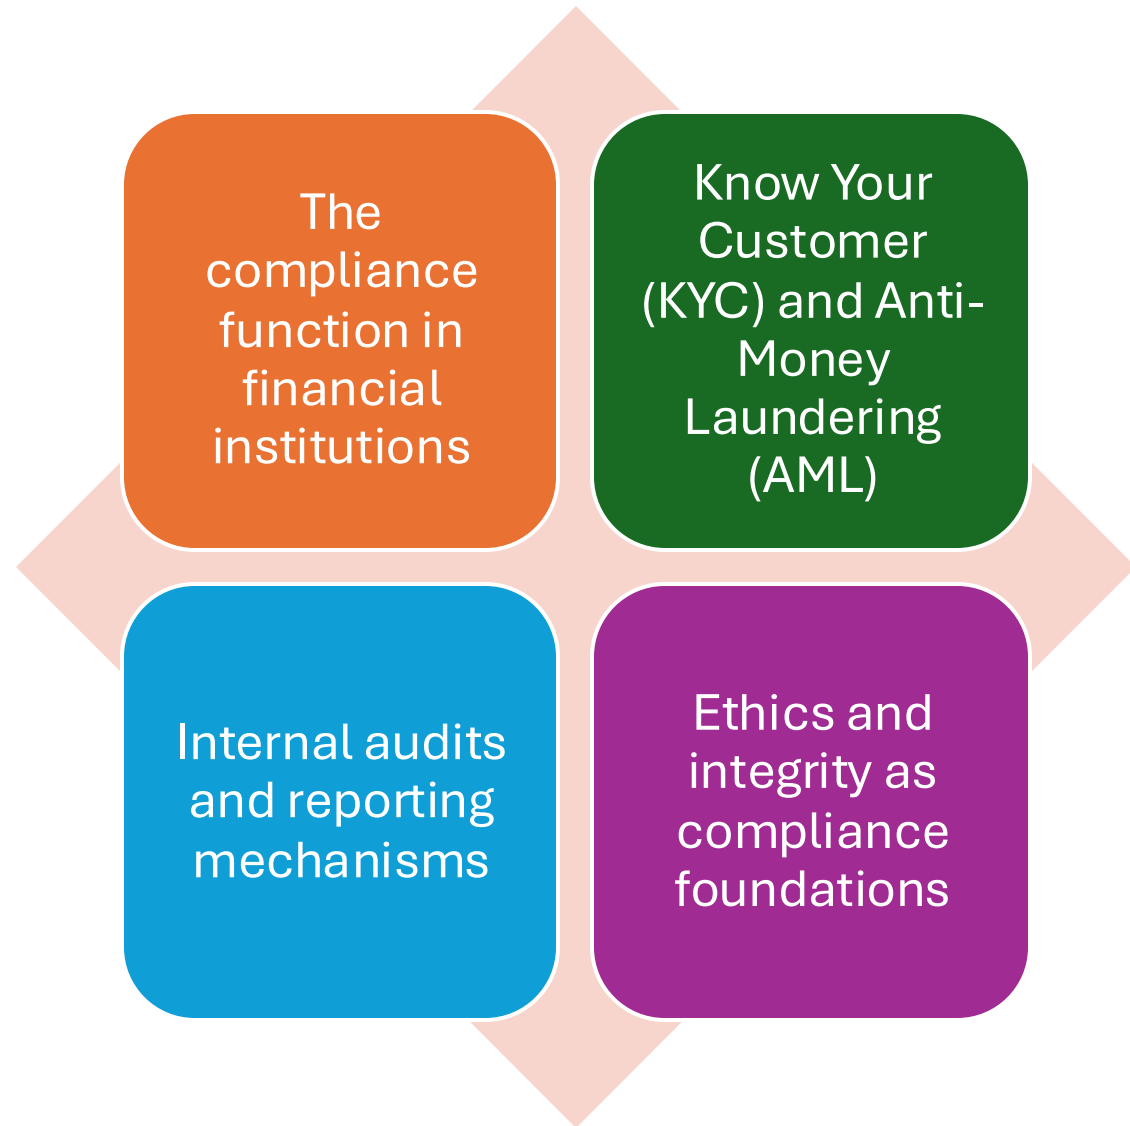 The
compliance
function in
financial
institutions
Know Your
Customer
(KYC) and Anti-
Money
Laundering
(AML)
Internal audits
and reporting
mechanisms
Ethics and
integrity as
compliance
foundations